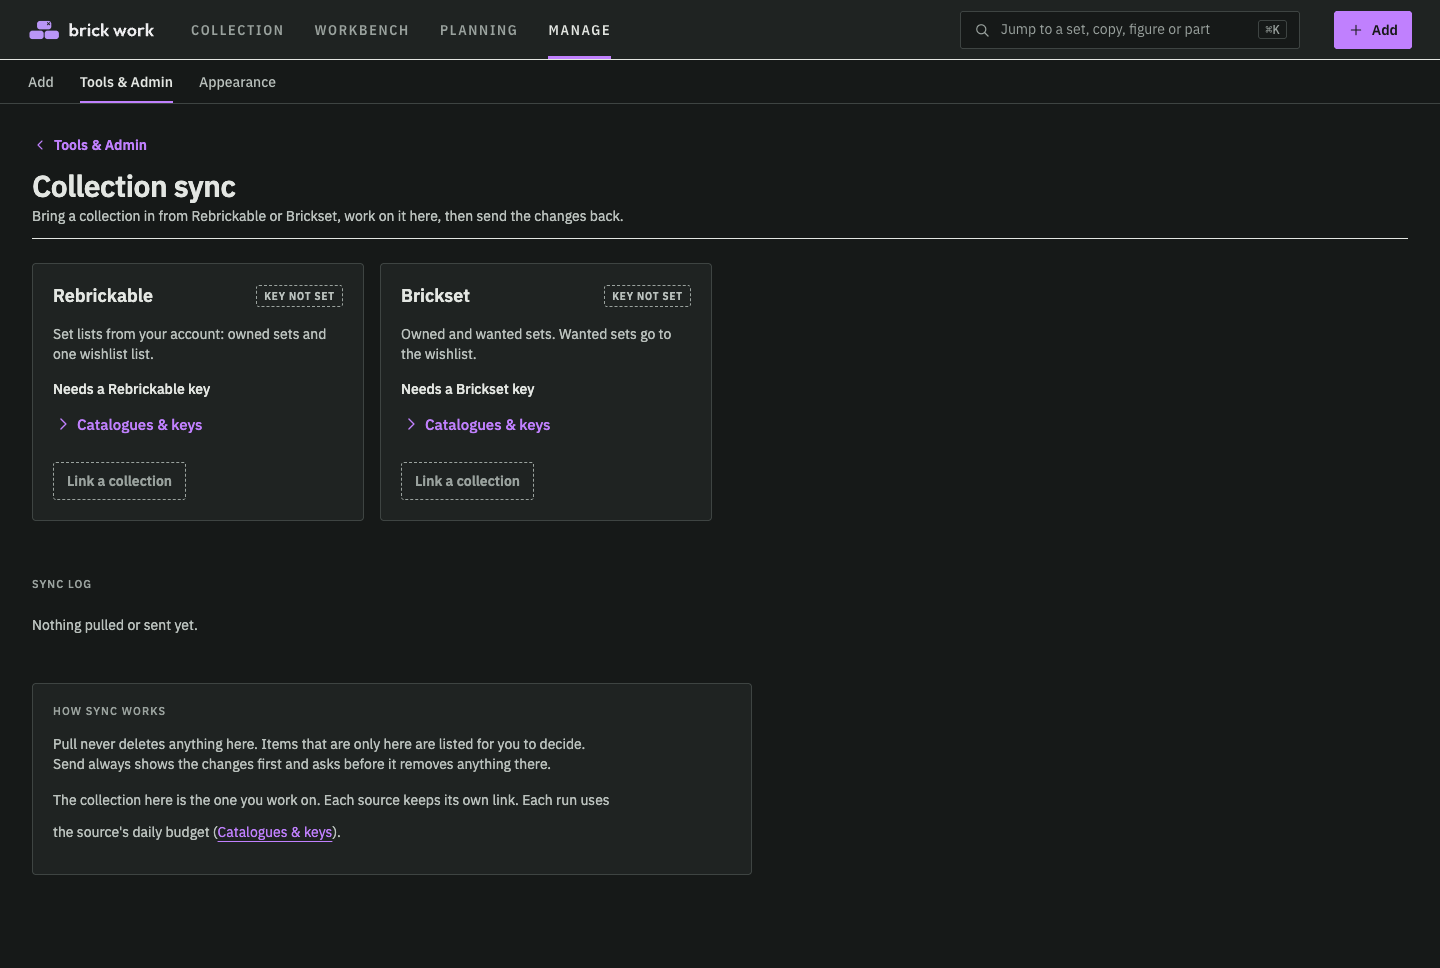 brick work
COLLECTION
WORKBENCH
PLANNING
MANAGE
Jump to a set, copy, figure or part
⌘K
+ Add
Add
Tools & Admin
Appearance
Tools & Admin
Collection sync
Bring a collection in from Rebrickable or Brickset, work on it here, then send the changes back.
Rebrickable
KEY NOT SET
Set lists from your account: owned sets and
one wishlist list.
Needs a Rebrickable key
Catalogues & keys
Link a collection
Brickset
KEY NOT SET
Owned and wanted sets. Wanted sets go to
the wishlist.
Needs a Brickset key
Catalogues & keys
Link a collection
SYNC LOG
Nothing pulled or sent yet.
HOW SYNC WORKS
Pull never deletes anything here. Items that are only here are listed for you to decide.
Send always shows the changes first and asks before it removes anything there.
The collection here is the one you work on. Each source keeps its own link. Each run uses
the source's daily budget (Catalogues & keys).